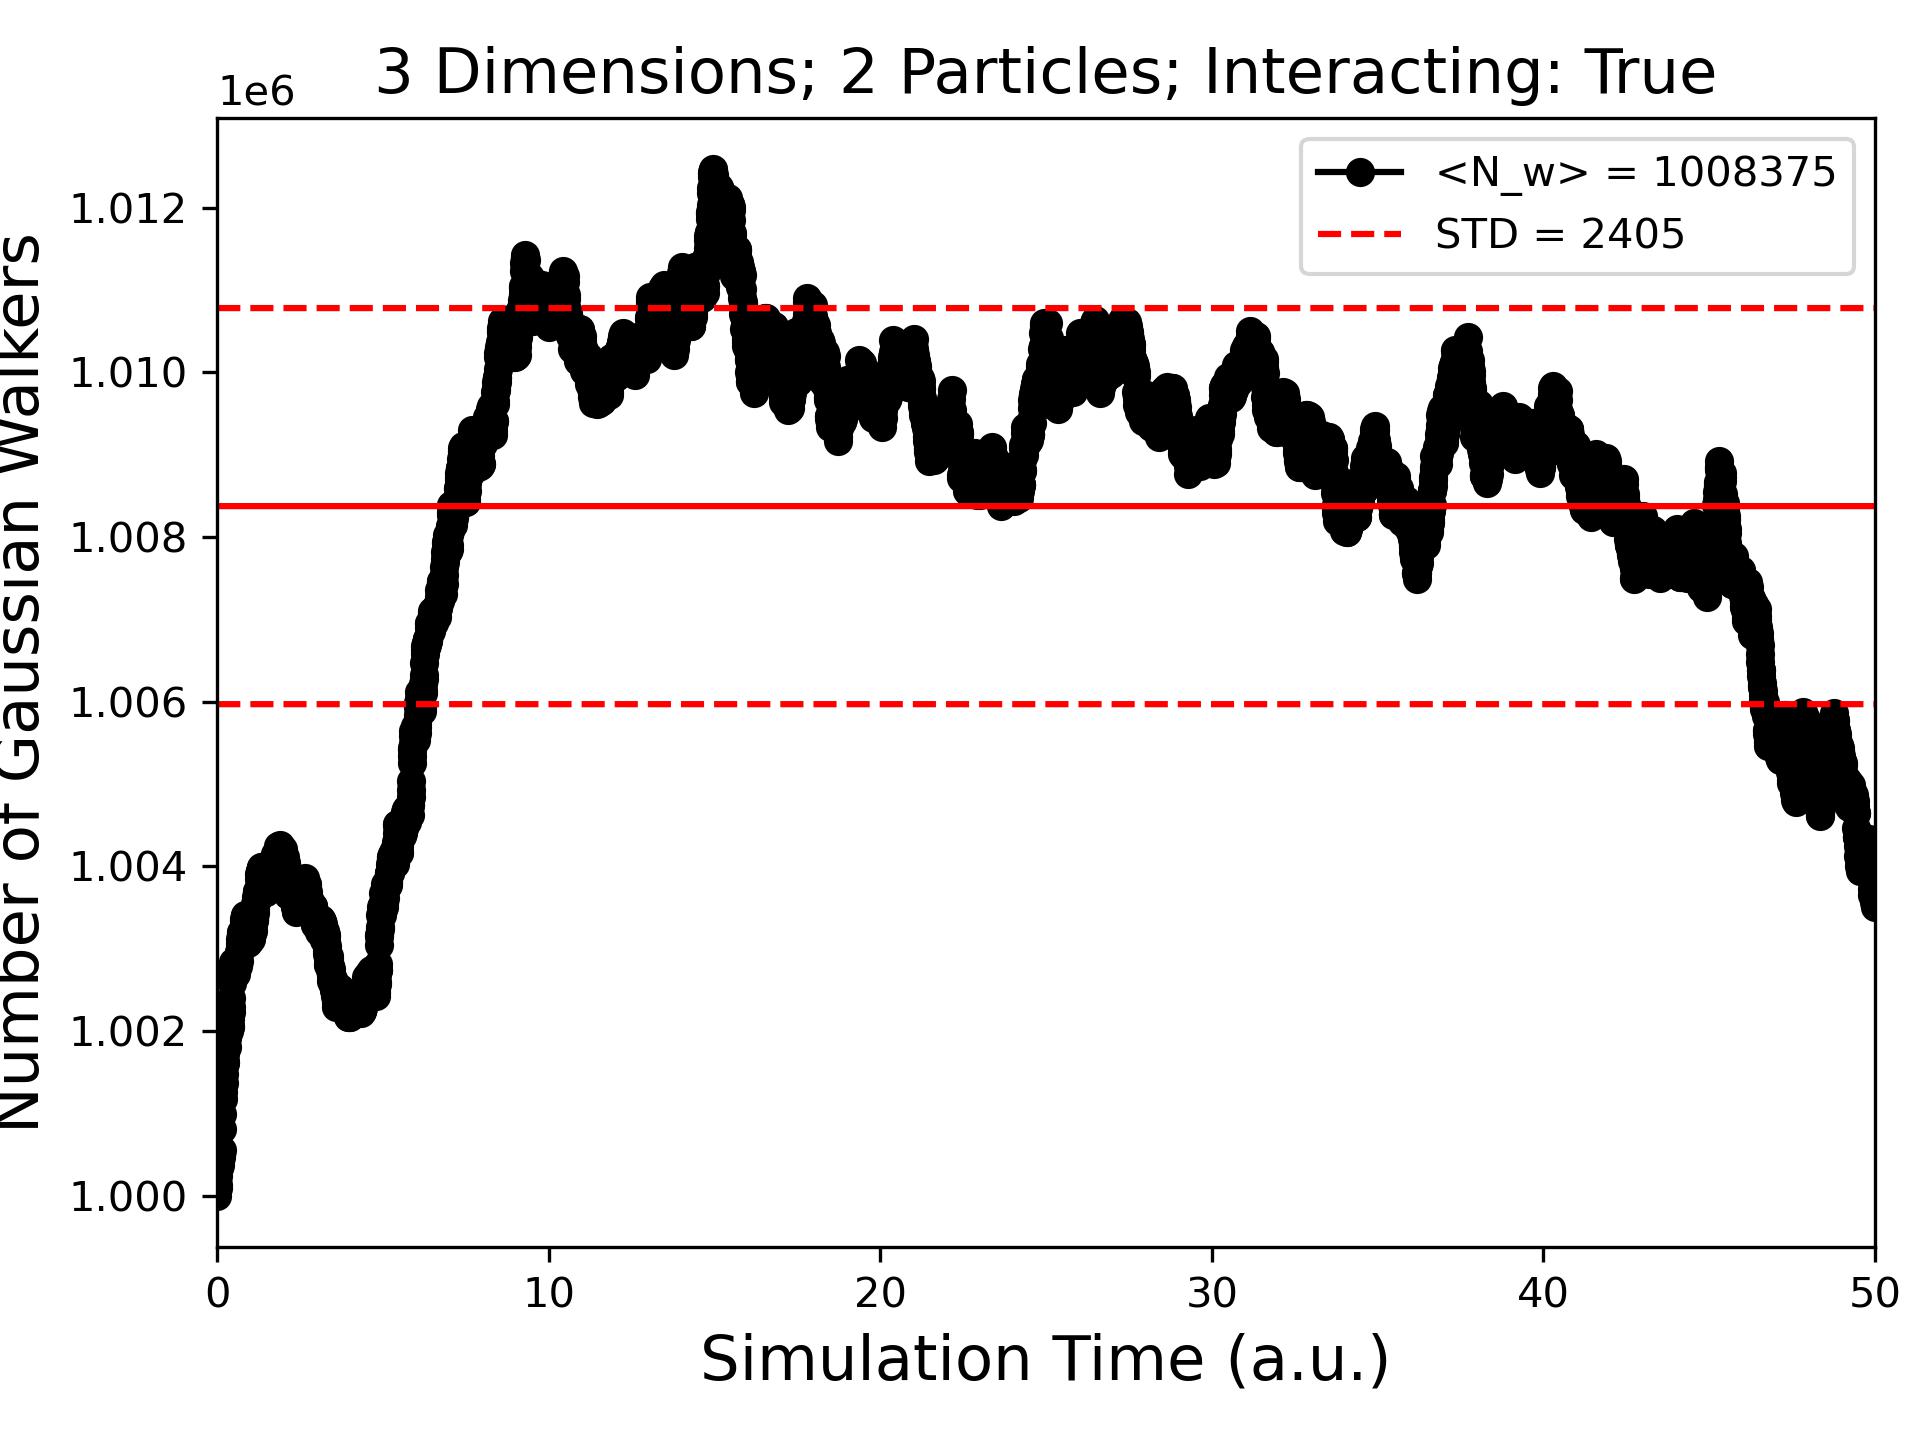 3 Dimensions; 2 Particles; Interacting: True
1e6
<N_w> = 1008375
STD = 2405
Number of Gaussian Walkers
1.012
1.010
1.008
1.006
1.004
1.002
1.000
0 10 20 30 40 50
Simulation Time (a.u.)